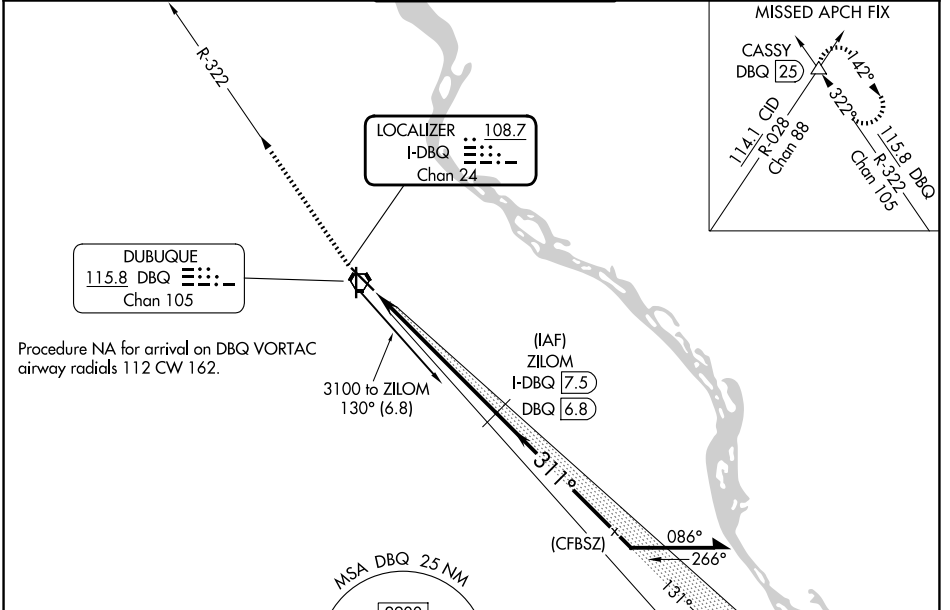 MISSED APCH FIX
CASSY
DBQ 25
142°
322°
114.1 CID
R-028
Chan 88
115.8 DBQ
R-322
Chan 105
R-322
LOCALIZER 108.7
I-DBQ
Chan 24
DUBUQUE
115.8 DBQ
Chan 105
Procedure NA for arrival on DBQ VORTAC
airway radials 112 CW 162.
3100 to ZILOM
130° (6.8)
(IAF)
ZILOM
I-DBQ 7.5
DBQ 6.8
311°
(CFBSZ)
086°
266°
131°
MSA DBQ 25 NM